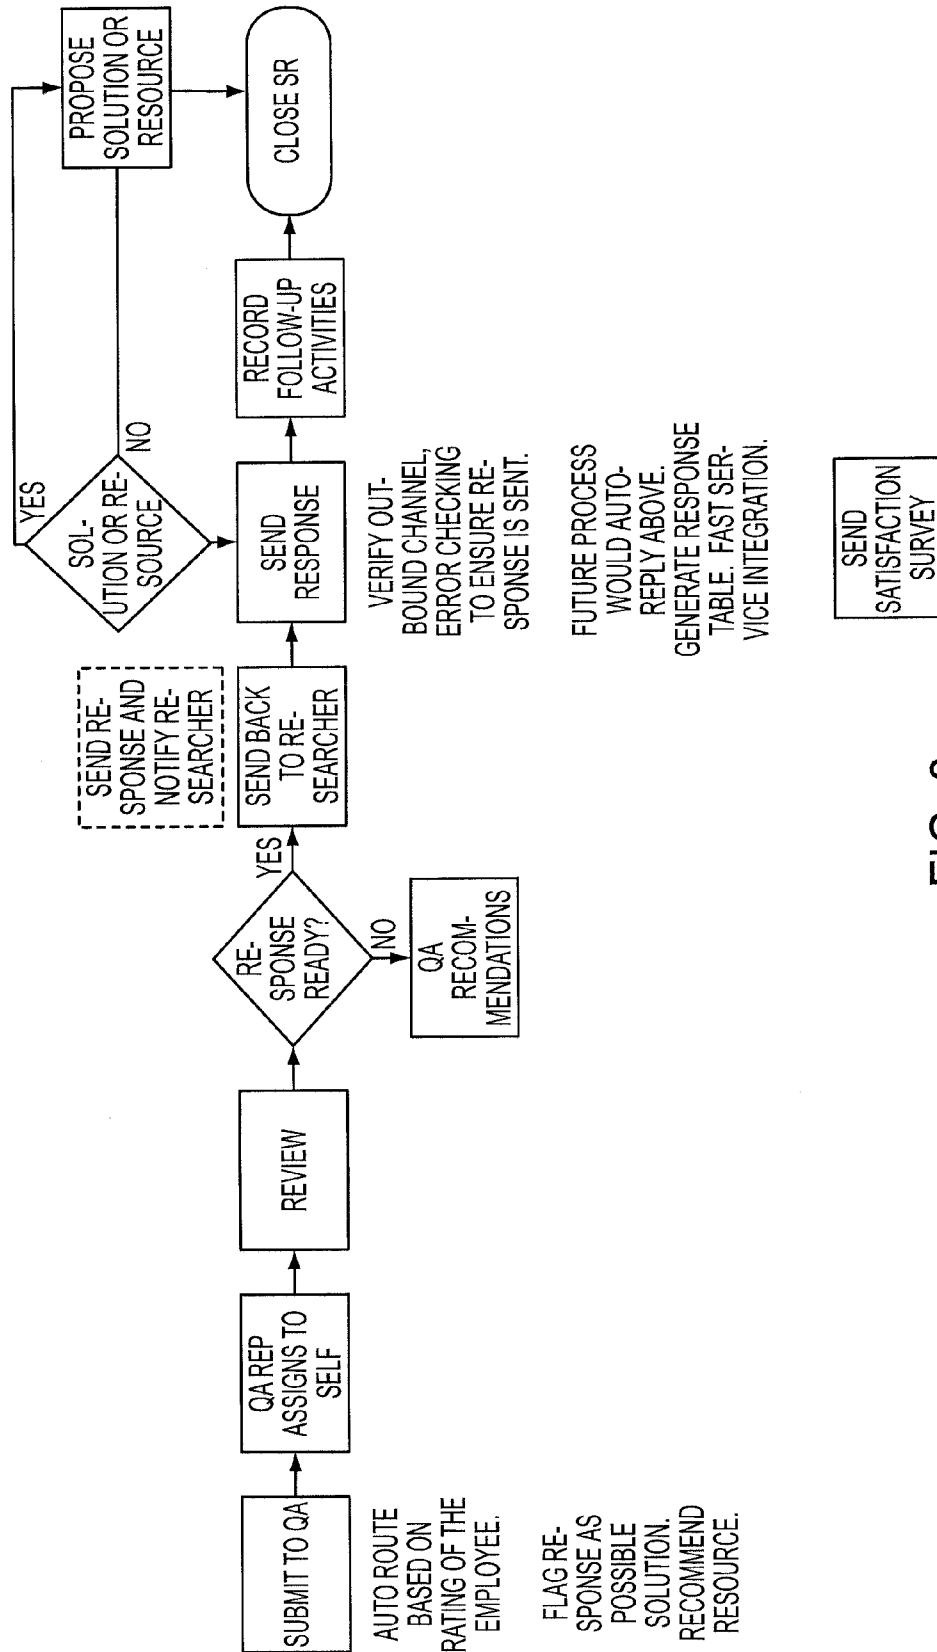 YES
PROPOSE
SOLUTION OR
RESOURCE
SOL-
UTION OR RE-
SOURCE
NO
SEND RE-
SPONSE AND
NOTIFY RE-
SEARCHER
SUBMIT TO QA
QA REP
ASSIGNS TO
SELF
REVIEW
RE-
SPONSE
READY?
YES
NO
SEND BACK
TO RE-
SEARCHER
SEND
RESPONSE
RECORD
FOLLOW-UP
ACTIVITIES
CLOSE SR
QA
RECOM-
MENDATIONS
AUTO ROUTE
BASED ON
RATING OF THE
EMPLOYEE.
FLAG RE-
SPONSE AS
POSSIBLE
SOLUTION.
RECOMMEND
RESOURCE.
VERIFY OUT-
BOUND CHANNEL,
ERROR CHECKING
TO ENSURE RE-
SPONSE IS SENT.
FUTURE PROCESS
WOULD AUTO-
REPLY ABOVE.
GENERATE RESPONSE
TABLE. FAST SER-
VICE INTEGRATION.
SEND
SATISFACTION
SURVEY
FIG.